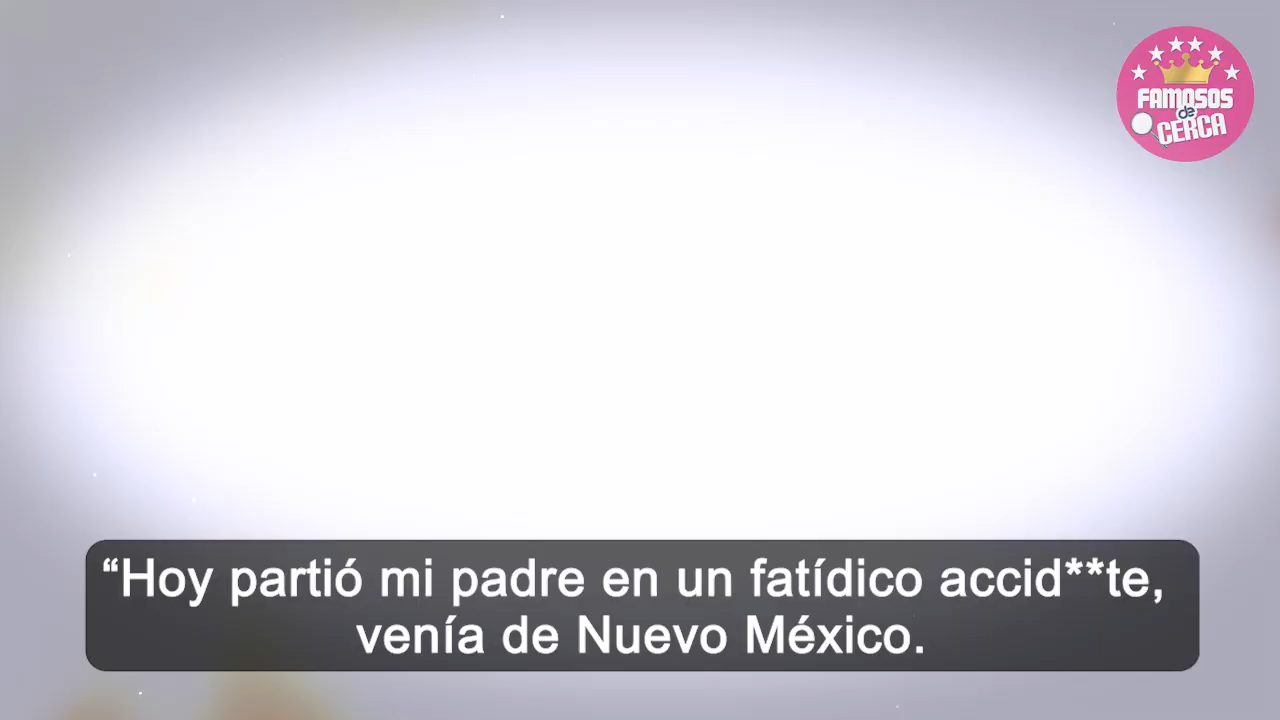 FAMOSOS
de
CERCA
“Hoy partió mi padre en un fatídico accid**te,
venía de Nuevo México.